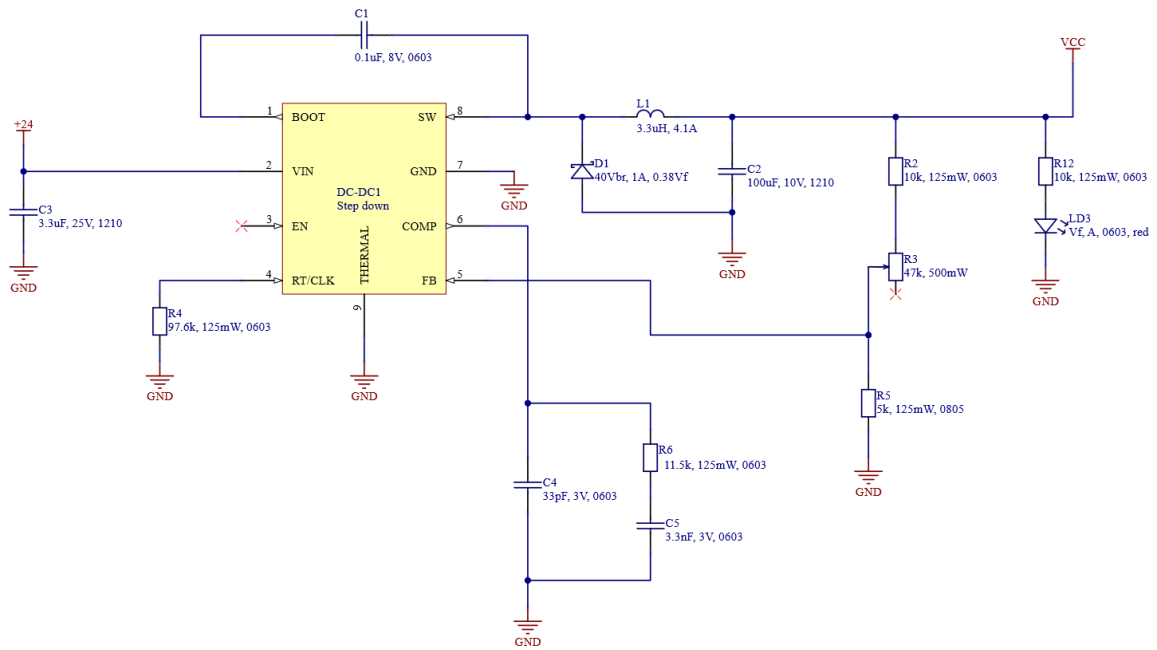 C1
0.1uF, 8V, 0603
VCC
+24
1
BOOT
SW
8
L1
3.3uH, 4.1A
2
VIN
GND
7
GND
DC-DC1
Step down
D1
40Vbr, 1A, 0.38Vf
C2
100uF, 10V, 1210
R2
10k, 125mW, 0603
R12
10k, 125mW, 0603
C3
3.3uF, 25V, 1210
3
EN
COMP
6
LD3
Vf, A, 0603, red
GND
4
RT/CLK
THERMAL
FB
5
GND
R3
47k, 500mW
GND
9
R4
97.6k, 125mW, 0603
GND
GND
R5
5k, 125mW, 0805
R6
11.5k, 125mW, 0603
C4
33pF, 3V, 0603
GND
C5
3.3nF, 3V, 0603
GND